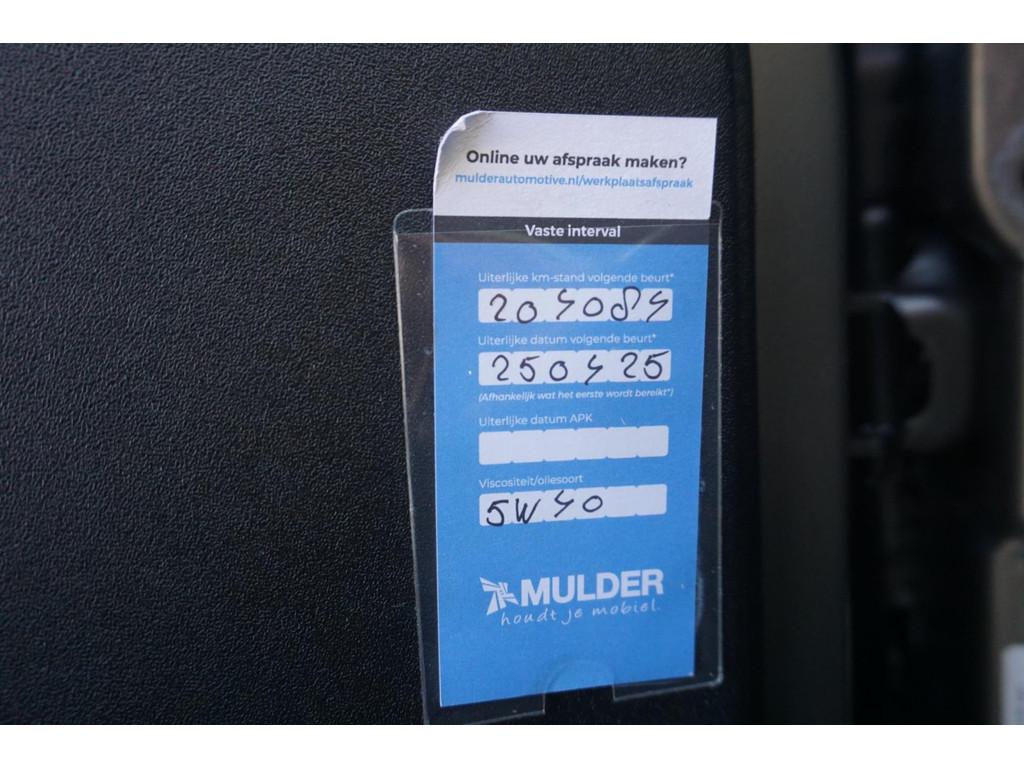 Online uw afspraak maken?
mulderautomotive.nl/werkplaatsafspraak
Vaste interval
Uiterlijke km-stand volgende beurt*
204084
Uiterlijke datum volgende beurt*
250425
(Afhankelijk wat het eerste wordt bereikt*)
Uiterlijke datum APK
Viscositeit/oliesoort
5W40
MULDER
houdt je mobiel.